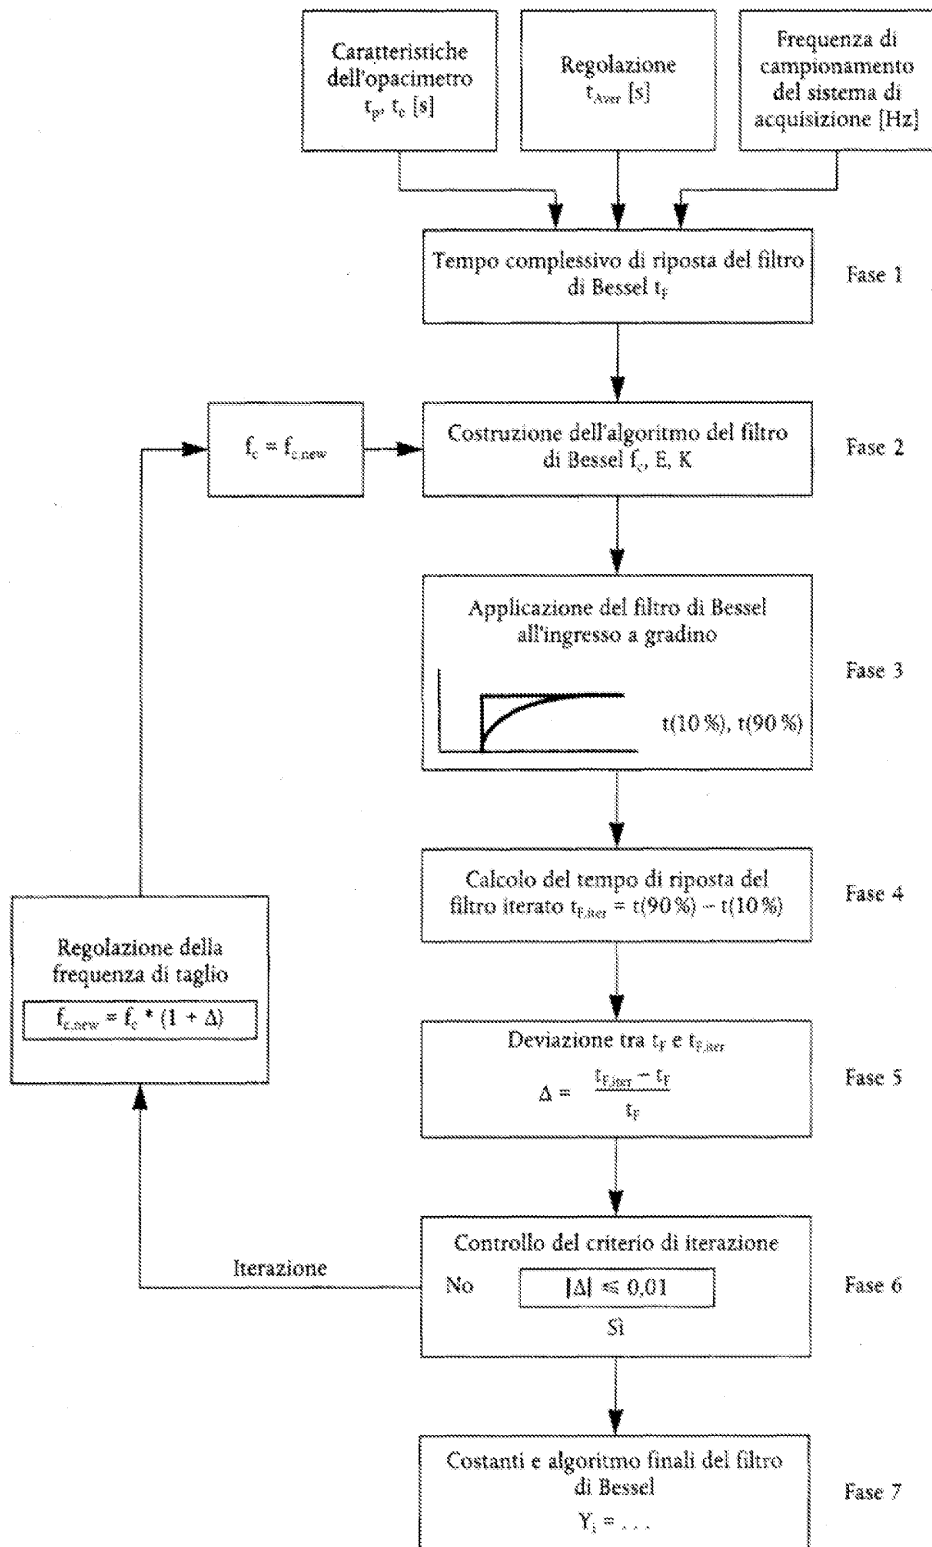 Caratteristiche
dell'opacimetro
t_p, t_e [s]
Regolazione
t_Aver [s]
Frequenza di
campionamento
del sistema di
acquisizione [Hz]
Tempo complessivo di riposta del filtro
di Bessel t_F
Fase 1
f_c = f_c,new
Costruzione dell'algoritmo del filtro
di Bessel f_c, E, K
Fase 2
Applicazione del filtro di Bessel
all'ingresso a gradino
t(10 %), t(90 %)
Fase 3
Calcolo del tempo di riposta del
filtro iterato t_F,iter = t(90 %) – t(10 %)
Fase 4
Regolazione della
frequenza di taglio
f_c,new = f_c * (1 + Δ)
Deviazione tra t_F e t_F,iter
Δ = (t_F,iter – t_F) / t_F
Fase 5
Controllo del criterio di iterazione
Iterazione
No
|Δ| ⩽ 0,01
Sì
Fase 6
Costanti e algoritmo finali del filtro
di Bessel
Y_i = . . .
Fase 7